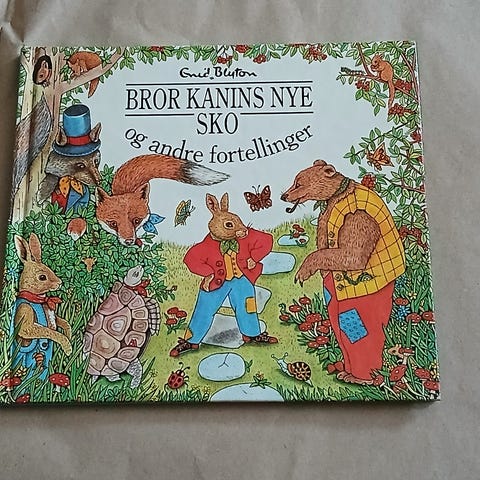 Enid Blyton
BROR KANINS NYE
SKO
og andre fortellinger